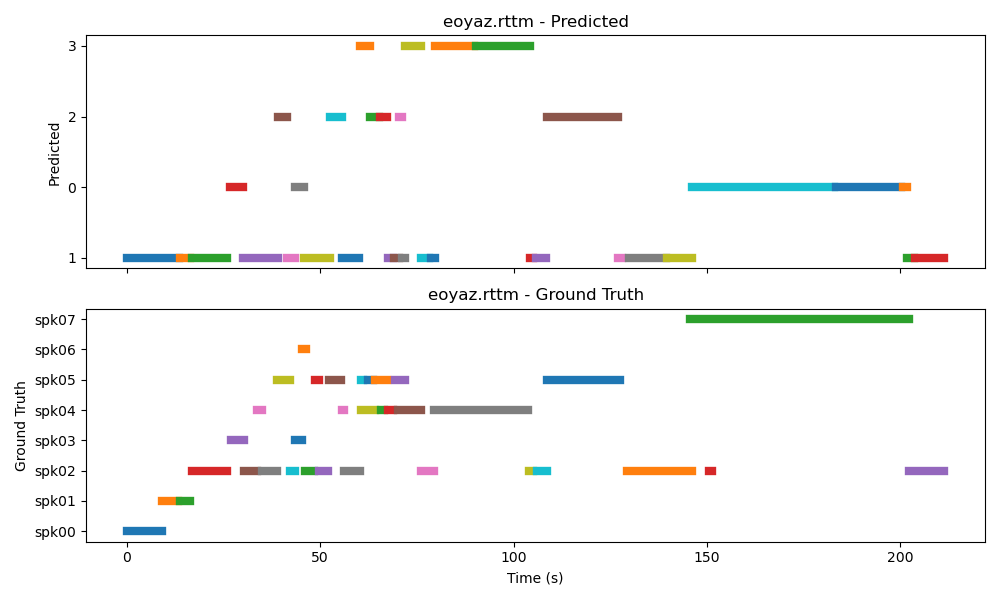 eoyaz.rttm - Predicted
Predicted
3
2
0
1
eoyaz.rttm - Ground Truth
Ground Truth
spk07
spk06
spk05
spk04
spk03
spk02
spk01
spk00
0 50 100 150 200
Time (s)